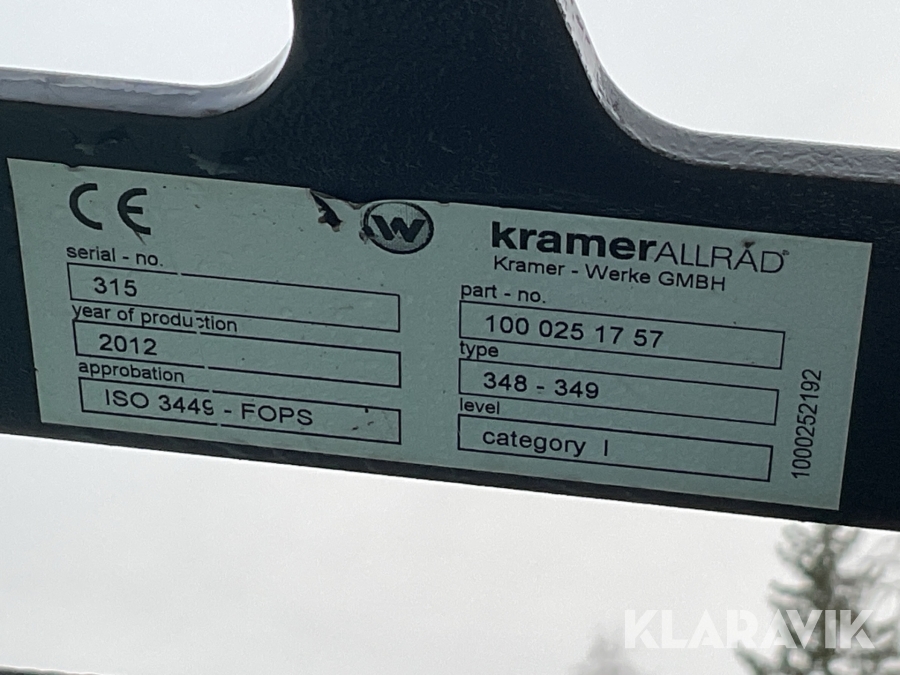 CE
W
kramerALLRAD®
Kramer - Werke GMBH
serial - no.
315
year of production
2012
approbation
ISO 3449 - FOPS
part - no.
100 025 17 57
type
348 - 349
level
category I
1000252192
KLARAVIK